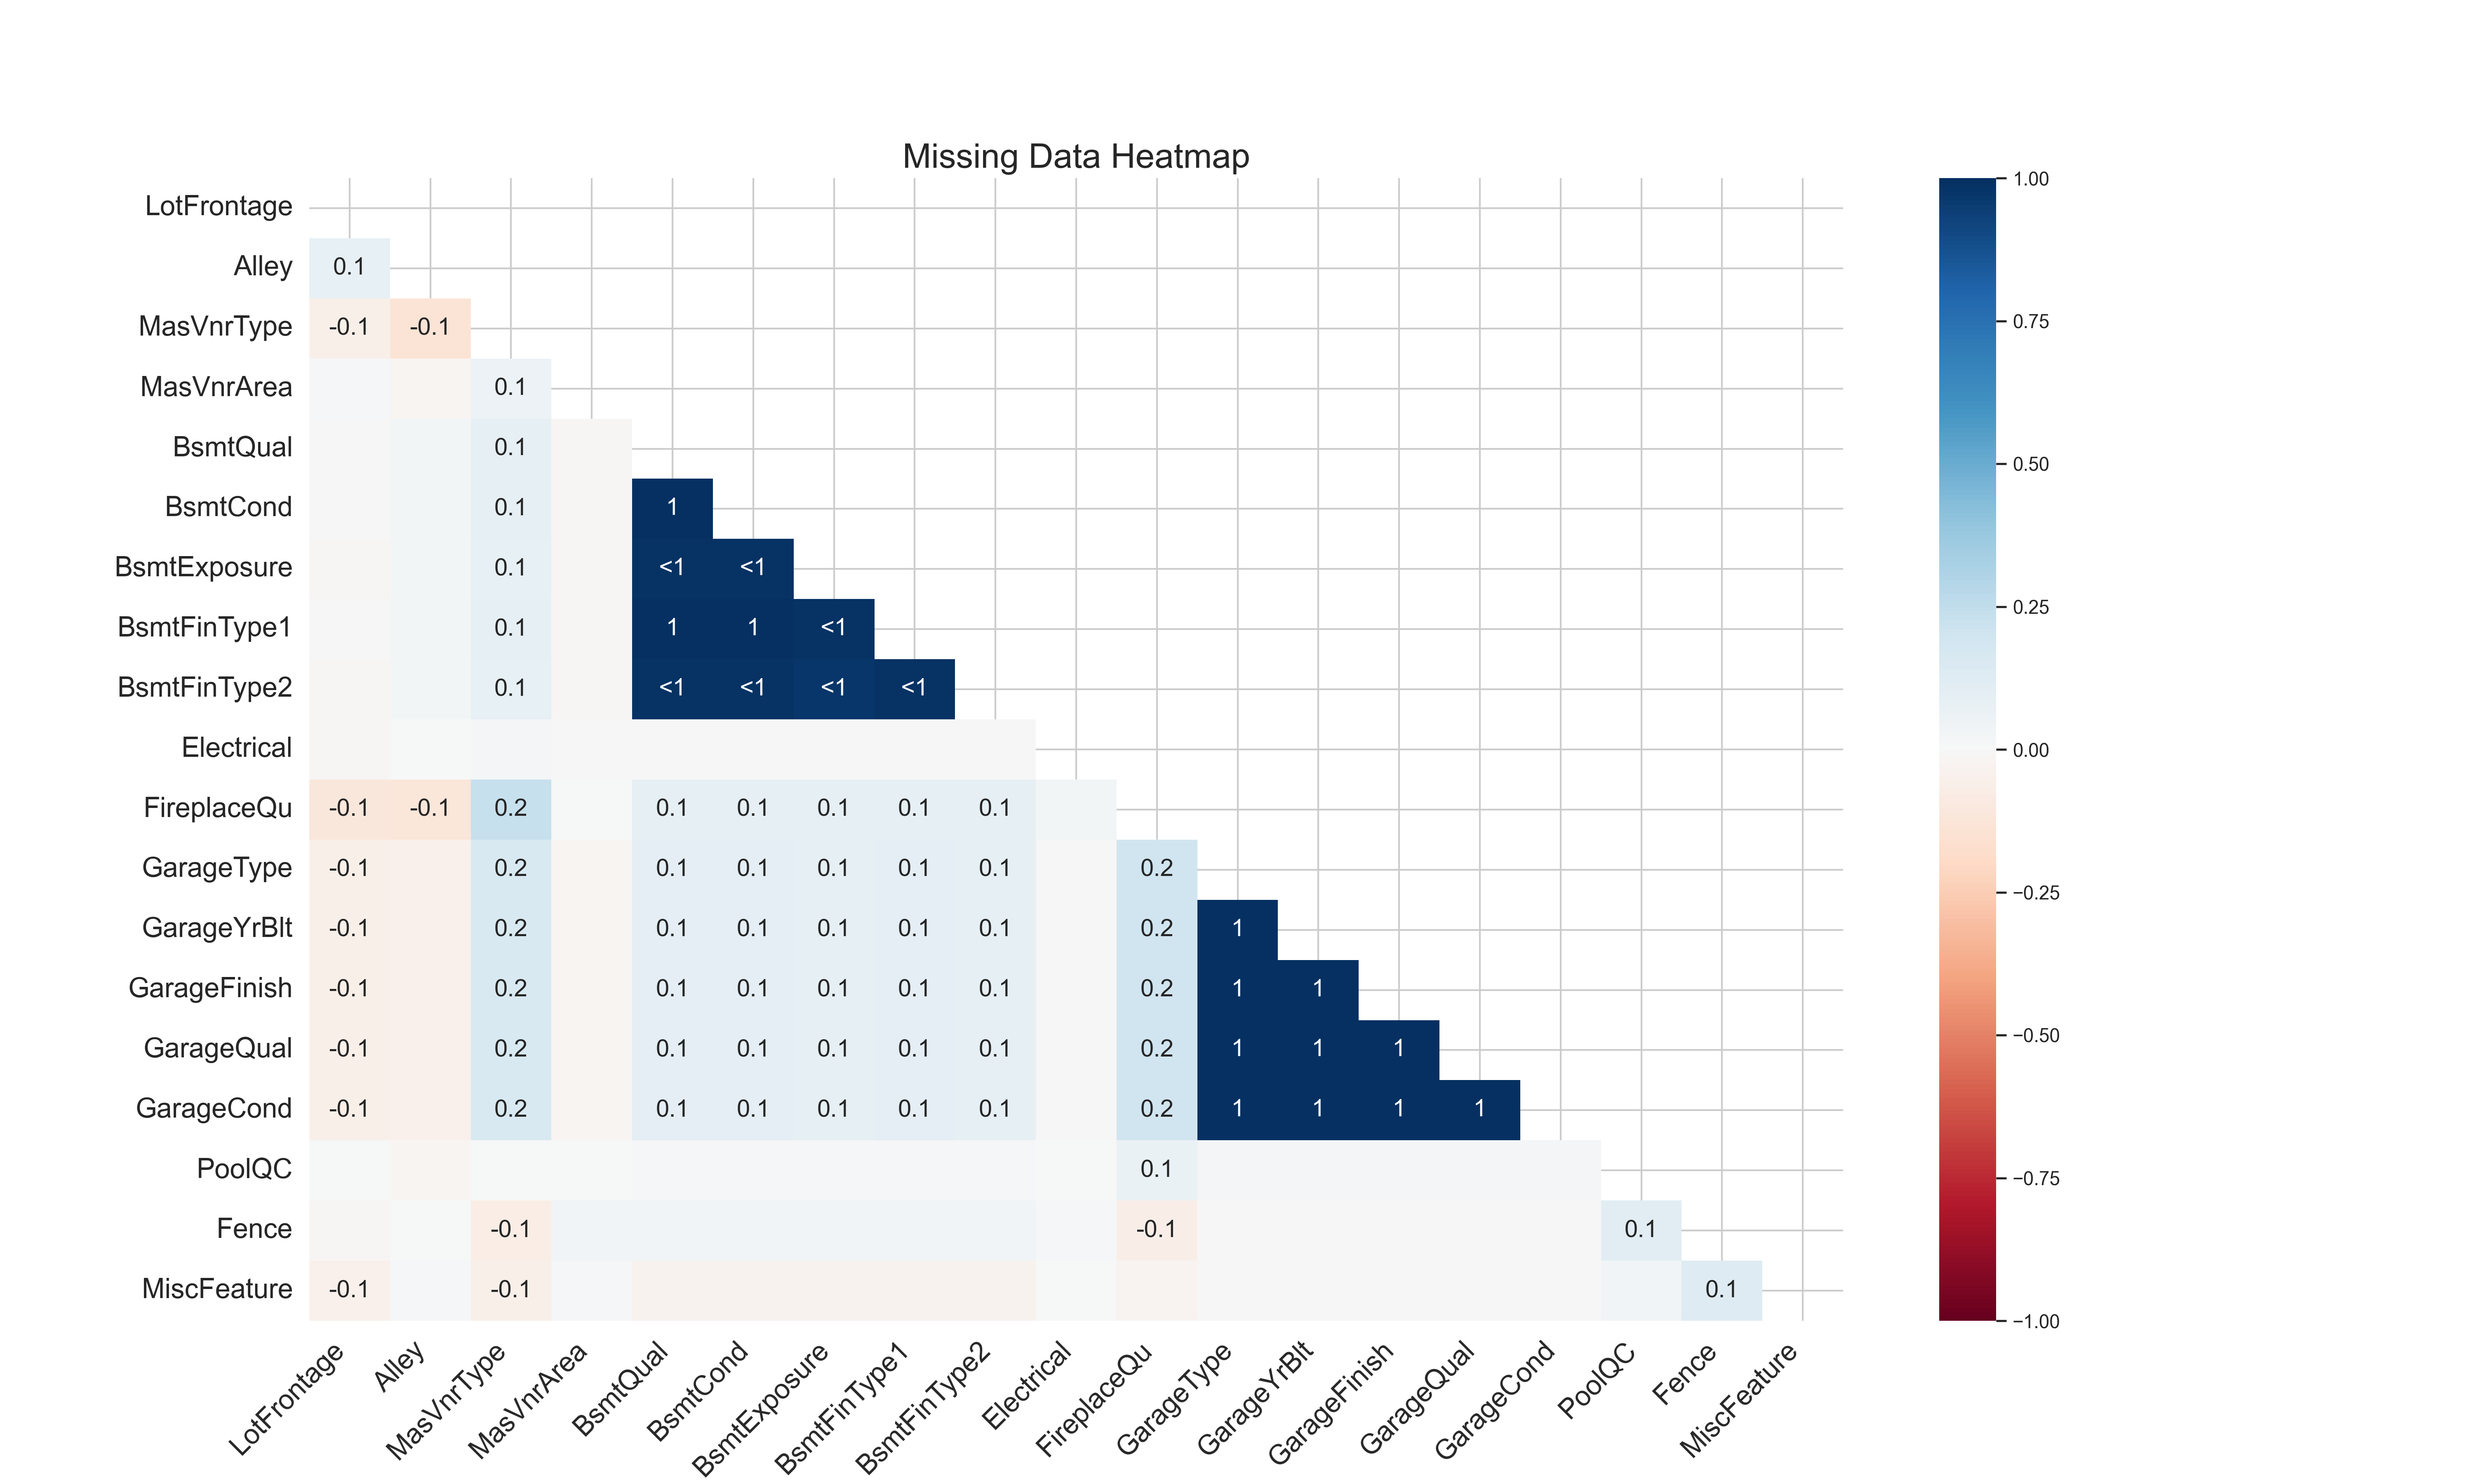 Missing Data Heatmap
LotFrontage
Alley 0.1
MasVnrType -0.1 -0.1
MasVnrArea 0.1
BsmtQual 0.1
BsmtCond 0.1 1
BsmtExposure 0.1 <1 <1
BsmtFinType1 0.1 1 1 <1
BsmtFinType2 0.1 <1 <1 <1 <1
Electrical
FireplaceQu -0.1 -0.1 0.2 0.1 0.1 0.1 0.1 0.1
GarageType -0.1 0.2 0.1 0.1 0.1 0.1 0.1 0.2
GarageYrBlt -0.1 0.2 0.1 0.1 0.1 0.1 0.1 0.2 1
GarageFinish -0.1 0.2 0.1 0.1 0.1 0.1 0.1 0.2 1 1
GarageQual -0.1 0.2 0.1 0.1 0.1 0.1 0.1 0.2 1 1 1
GarageCond -0.1 0.2 0.1 0.1 0.1 0.1 0.1 0.2 1 1 1 1
PoolQC 0.1
Fence -0.1 -0.1 0.1
MiscFeature -0.1 -0.1 0.1
LotFrontage Alley MasVnrType MasVnrArea BsmtQual BsmtCond BsmtExposure BsmtFinType1 BsmtFinType2 Electrical FireplaceQu GarageType GarageYrBlt GarageFinish GarageQual GarageCond PoolQC Fence MiscFeature
1.00
0.75
0.50
0.25
0.00
−0.25
−0.50
−0.75
−1.00